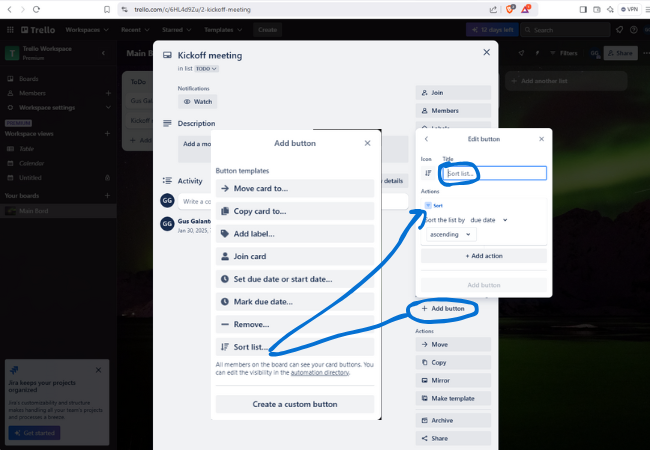 trello.com/c/6HL4d9Zu/2-kickoff-meeting
VPN
Trello
Workspaces
Recent
Starred
Templates
Create
12 days left
Search
Trello Workspace
Premium
Boards
Members
Workspace settings
PREMIUM
Workspace views
Table
Calendar
Untitled
Your boards
Main Bord
Jira keeps your projects
organized
Jira's customizability and structure
makes handling of your team's projects
and processes a breeze.
Get started
Main B
Filters
GG
Share
ToDo
Gus Ga
Kickoff
Add
Add another list
Kickoff meeting
in list TODO
Notifications
Watch
Description
Add a mo
Activity
details
GG
Write a co
GG
Gus Galant
Jan 30, 2025,
Join
Members
Labels
Add button
Button templates
Move card to...
Copy card to...
Add label...
Join card
Set due date or start date...
Mark due date...
Remove...
Sort list...
All members on the board can see your card buttons. You
can edit the visibility in the automation directory.
Create a custom button
Edit button
Icon
Title
Sort list...
Actions
Sort
Sort the list by due date
ascending
+ Add action
Add button
+ Add button
Actions
Move
Copy
Mirror
Make template
Archive
Share